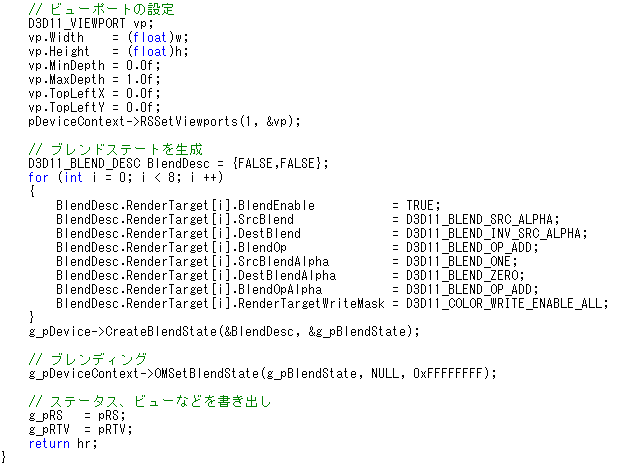 // ビューポートの設定
D3D11_VIEWPORT vp;
vp.Width    = (float)w;
vp.Height   = (float)h;
vp.MinDepth = 0.0f;
vp.MaxDepth = 1.0f;
vp.TopLeftX = 0.0f;
vp.TopLeftY = 0.0f;
pDeviceContext->RSSetViewports(1, &vp);
// ブレンドステートを生成
D3D11_BLEND_DESC BlendDesc = {FALSE,FALSE};
for (int i = 0; i < 8; i ++)
{
    BlendDesc.RenderTarget[i].BlendEnable           = TRUE;
    BlendDesc.RenderTarget[i].SrcBlend              = D3D11_BLEND_SRC_ALPHA;
    BlendDesc.RenderTarget[i].DestBlend             = D3D11_BLEND_INV_SRC_ALPHA;
    BlendDesc.RenderTarget[i].BlendOp               = D3D11_BLEND_OP_ADD;
    BlendDesc.RenderTarget[i].SrcBlendAlpha         = D3D11_BLEND_ONE;
    BlendDesc.RenderTarget[i].DestBlendAlpha        = D3D11_BLEND_ZERO;
    BlendDesc.RenderTarget[i].BlendOpAlpha          = D3D11_BLEND_OP_ADD;
    BlendDesc.RenderTarget[i].RenderTargetWriteMask = D3D11_COLOR_WRITE_ENABLE_ALL;
}
g_pDevice->CreateBlendState(&BlendDesc, &g_pBlendState);
// ブレンディング
g_pDeviceContext->OMSetBlendState(g_pBlendState, NULL, 0xFFFFFFFF);
// ステータス、ビューなどを書き出し
g_pRS   = pRS;
g_pRTV  = pRTV;
return hr;
}